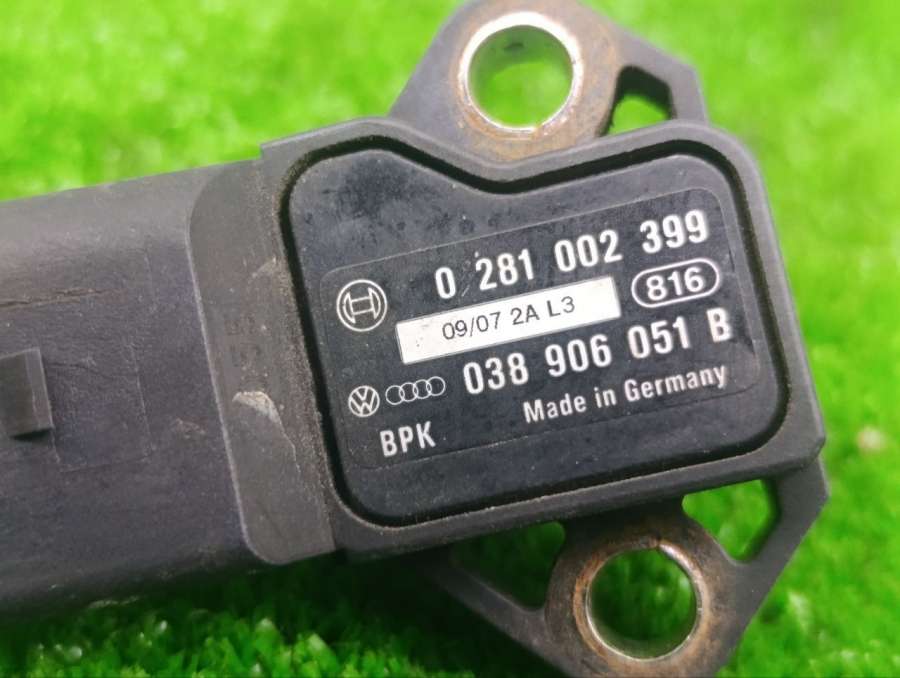 0 281 002 399
09/07 2A L3
816
038 906 051 B
Made in Germany
BPK